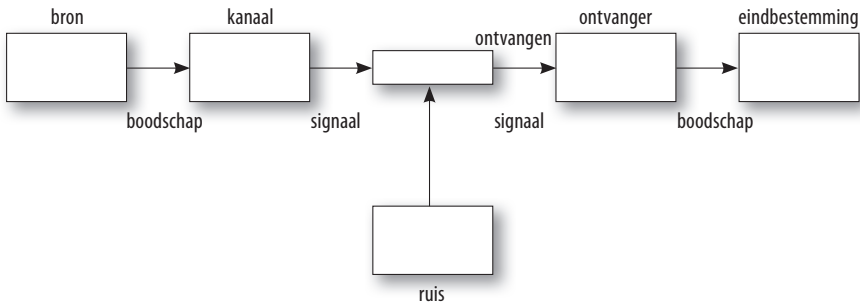 bron
kanaal
ontvanger
eindbestemming
ontvangen
boodschap
signaal
signaal
boodschap
ruis